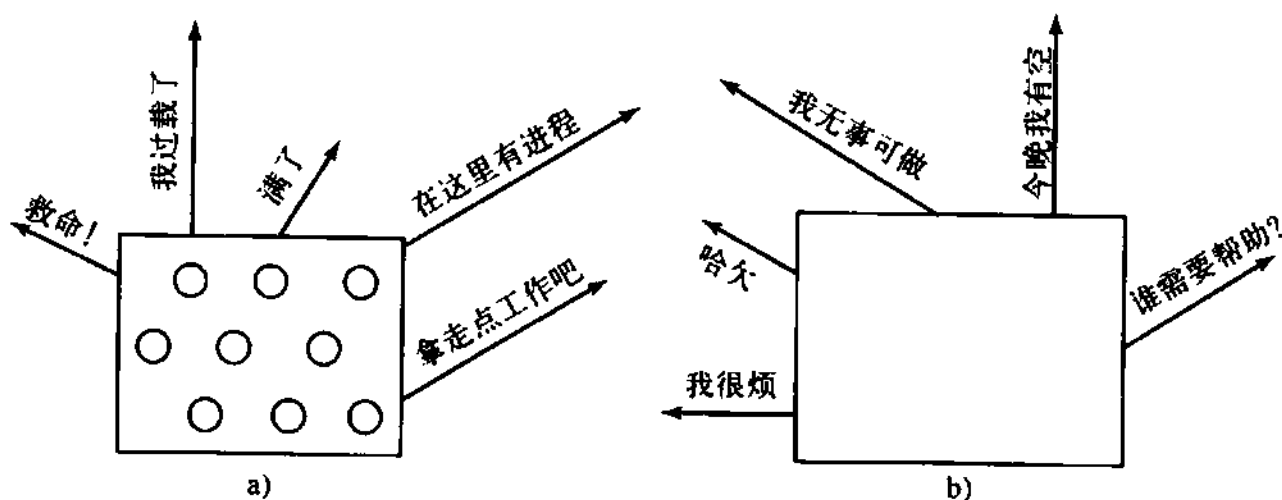 救命!
我过载了
满了
在这里有进程
拿走点工作吧
a)
我无事可做
今晚我有空
哈欠
谁需要帮助?
我很烦
b)